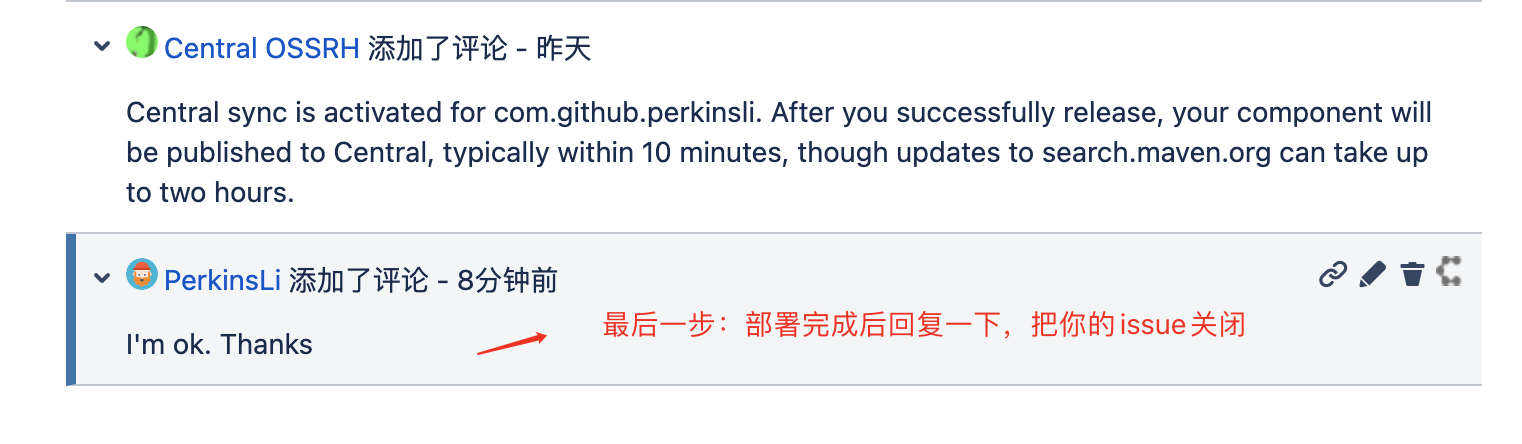 Central OSSRH 添加了评论 - 昨天
Central sync is activated for com.github.perkinsli. After you successfully release, your component will
be published to Central, typically within 10 minutes, though updates to search.maven.org can take up
to two hours.
PerkinsLi 添加了评论 - 8分钟前
最后一步：部署完成后回复一下，把你的issue关闭
I'm ok. Thanks